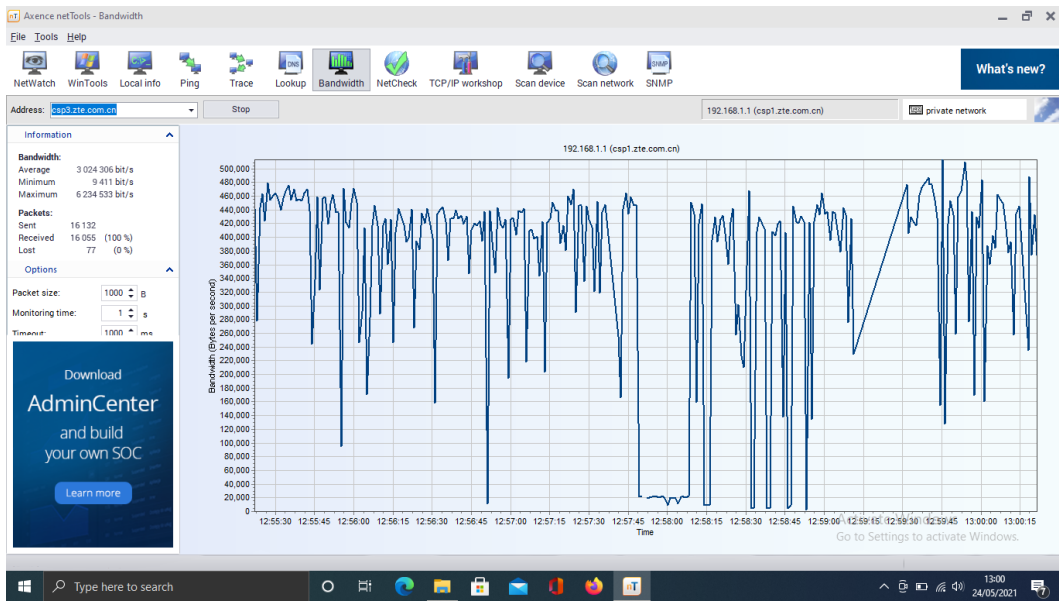 nT Axence netTools - Bandwidth
File Tools Help
NetWatch WinTools Local info Ping Trace Lookup Bandwidth NetCheck TCP/IP workshop Scan device Scan network SNMP
DNS
SNMP
What's new?
Address: csp3.zte.com.cn Stop 192.168.1.1 (csp1.zte.com.cn) private network
Information
Bandwidth:
Average 3 024 306 bit/s
Minimum 9 411 bit/s
Maximum 6 234 533 bit/s
Packets:
Sent 16 132
Received 16 055 (100 %)
Lost 77 (0 %)
Options
Packet size: 1000 B
Monitoring time: 1 s
Timeout: 1000 ms
Download
AdminCenter
and build
your own SOC
Learn more
192.168.1.1 (csp1.zte.com.cn)
Bandwidth (Bytes per second)
500,000
480,000
460,000
440,000
420,000
400,000
380,000
360,000
340,000
320,000
300,000
280,000
260,000
240,000
220,000
200,000
180,000
160,000
140,000
120,000
100,000
80,000
60,000
40,000
20,000
0
12:55:30 12:55:45 12:56:00 12:56:15 12:56:30 12:56:45 12:57:00 12:57:15 12:57:30 12:57:45 12:58:00 12:58:15 12:58:30 12:58:45 12:59:00 12:59:15 12:59:30 12:59:45 13:00:00 13:00:15
Time
Activate Windows
Go to Settings to activate Windows.
Type here to search
nT
13:00
24/05/2021
7